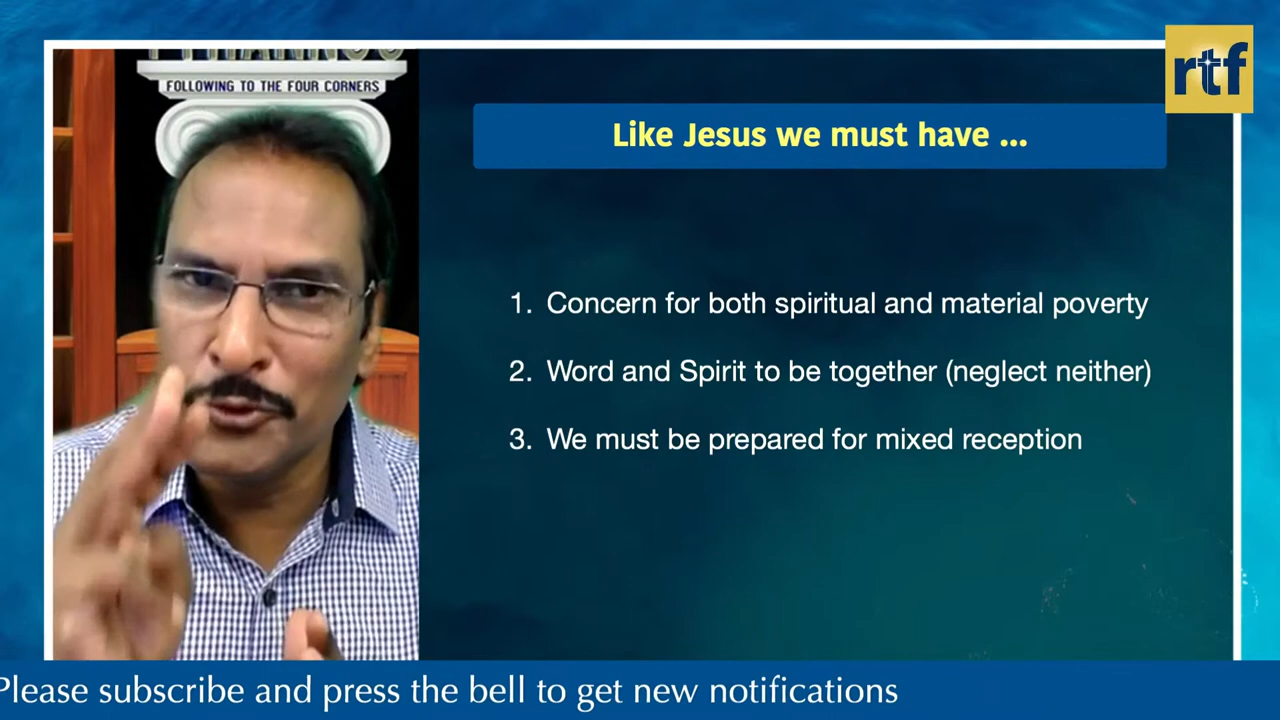 FOLLOWING TO THE FOUR CORNERS
rtf
Like Jesus we must have ...
1. Concern for both spiritual and material poverty
2. Word and Spirit to be together (neglect neither)
3. We must be prepared for mixed reception
Please subscribe and press the bell to get new notifications